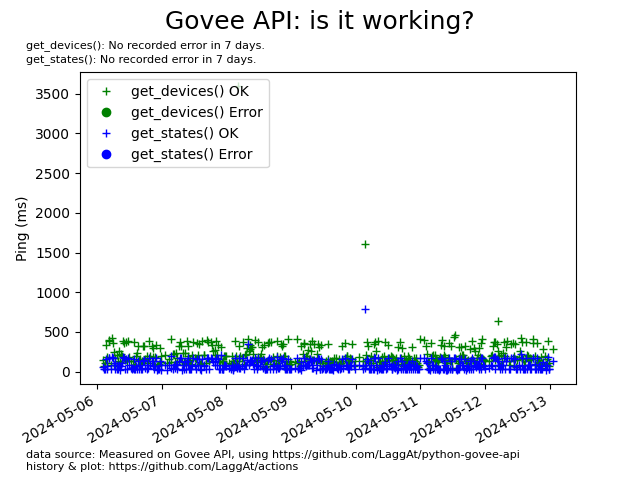 Govee API: is it working?
get_devices(): No recorded error in 7 days.
get_states(): No recorded error in 7 days.
get_devices() OK
get_devices() Error
get_states() OK
get_states() Error
Ping (ms)
3500
3000
2500
2000
1500
1000
500
0
2024-05-06
2024-05-07
2024-05-08
2024-05-09
2024-05-10
2024-05-11
2024-05-12
2024-05-13
data source: Measured on Govee API, using https://github.com/LaggAt/python-govee-api
history & plot: https://github.com/LaggAt/actions